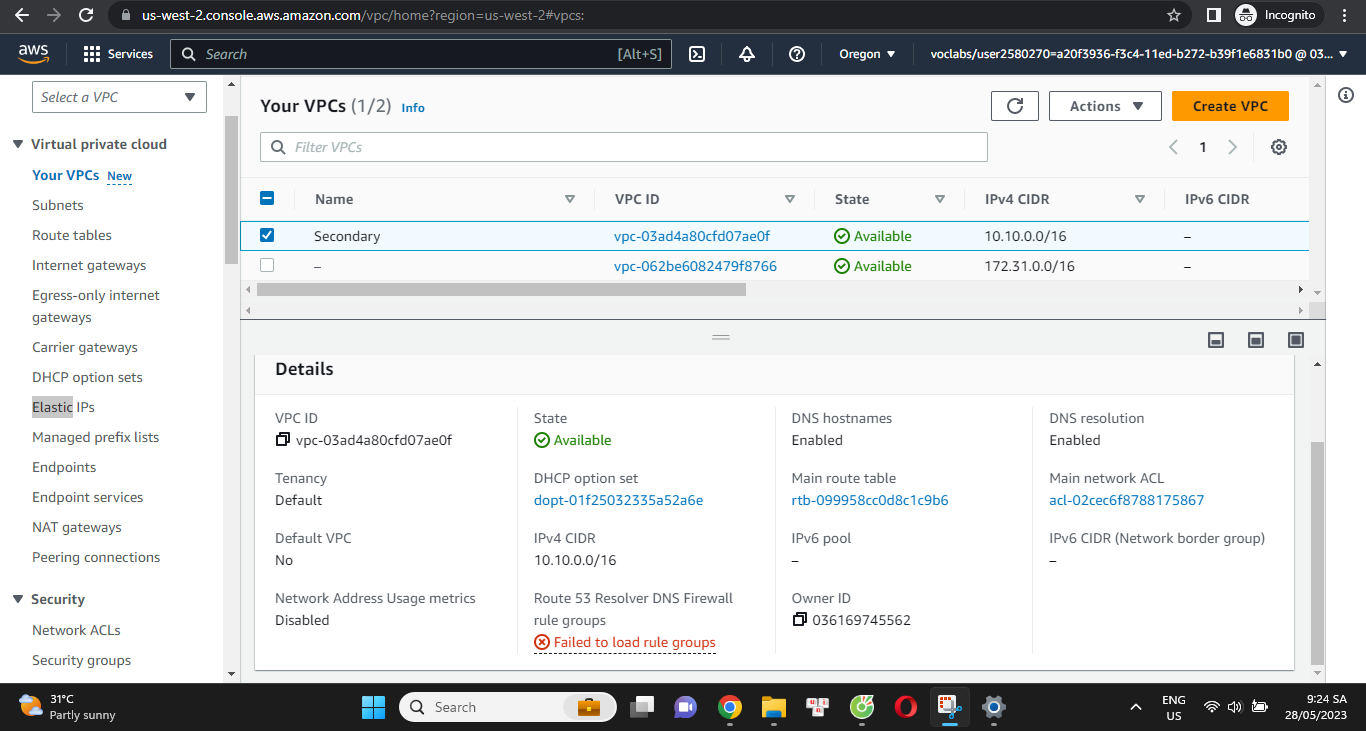 us-west-2.console.aws.amazon.com/vpc/home?region=us-west-2#vpcs:
Incognito
aws
Services
Search
[Alt+S]
Oregon
voclabs/user2580270=a20f3936-f3c4-11ed-b272-b39f1e6831b0 @ 03...
Select a VPC
Virtual private cloud
Your VPCs New
Subnets
Route tables
Internet gateways
Egress-only internet
gateways
Carrier gateways
DHCP option sets
Elastic IPs
Managed prefix lists
Endpoints
Endpoint services
NAT gateways
Peering connections
Security
Network ACLs
Security groups
Your VPCs (1/2) Info
Actions
Create VPC
Filter VPCs
1
Name VPC ID State IPv4 CIDR IPv6 CIDR
Secondary vpc-03ad4a80cfd07ae0f Available 10.10.0.0/16 –
– vpc-062be6082479f8766 Available 172.31.0.0/16 –
Details
VPC ID
vpc-03ad4a80cfd07ae0f
State
Available
DNS hostnames
Enabled
DNS resolution
Enabled
Tenancy
Default
DHCP option set
dopt-01f25032335a52a6e
Main route table
rtb-099958cc0d8c1c9b6
Main network ACL
acl-02cec6f8788175867
Default VPC
No
IPv4 CIDR
10.10.0.0/16
IPv6 pool
–
IPv6 CIDR (Network border group)
–
Network Address Usage metrics
Disabled
Route 53 Resolver DNS Firewall
rule groups
Failed to load rule groups
Owner ID
036169745562
31°C
Partly sunny
Search
ENG
US
9:24 SA
28/05/2023